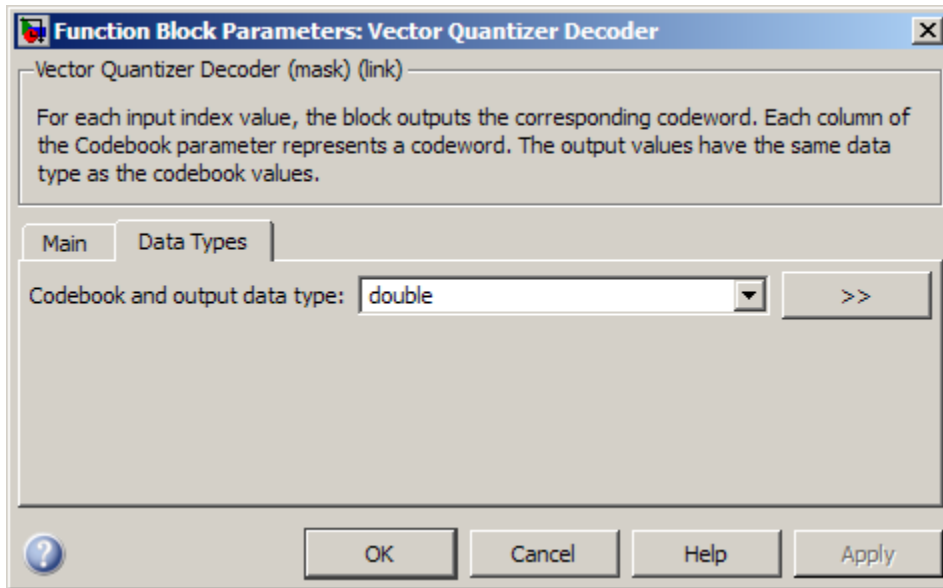 Function Block Parameters: Vector Quantizer Decoder
Vector Quantizer Decoder (mask) (link)
For each input index value, the block outputs the corresponding codeword. Each column of
the Codebook parameter represents a codeword. The output values have the same data
type as the codebook values.
Main Data Types
Codebook and output data type: double >>
? OK Cancel Help Apply